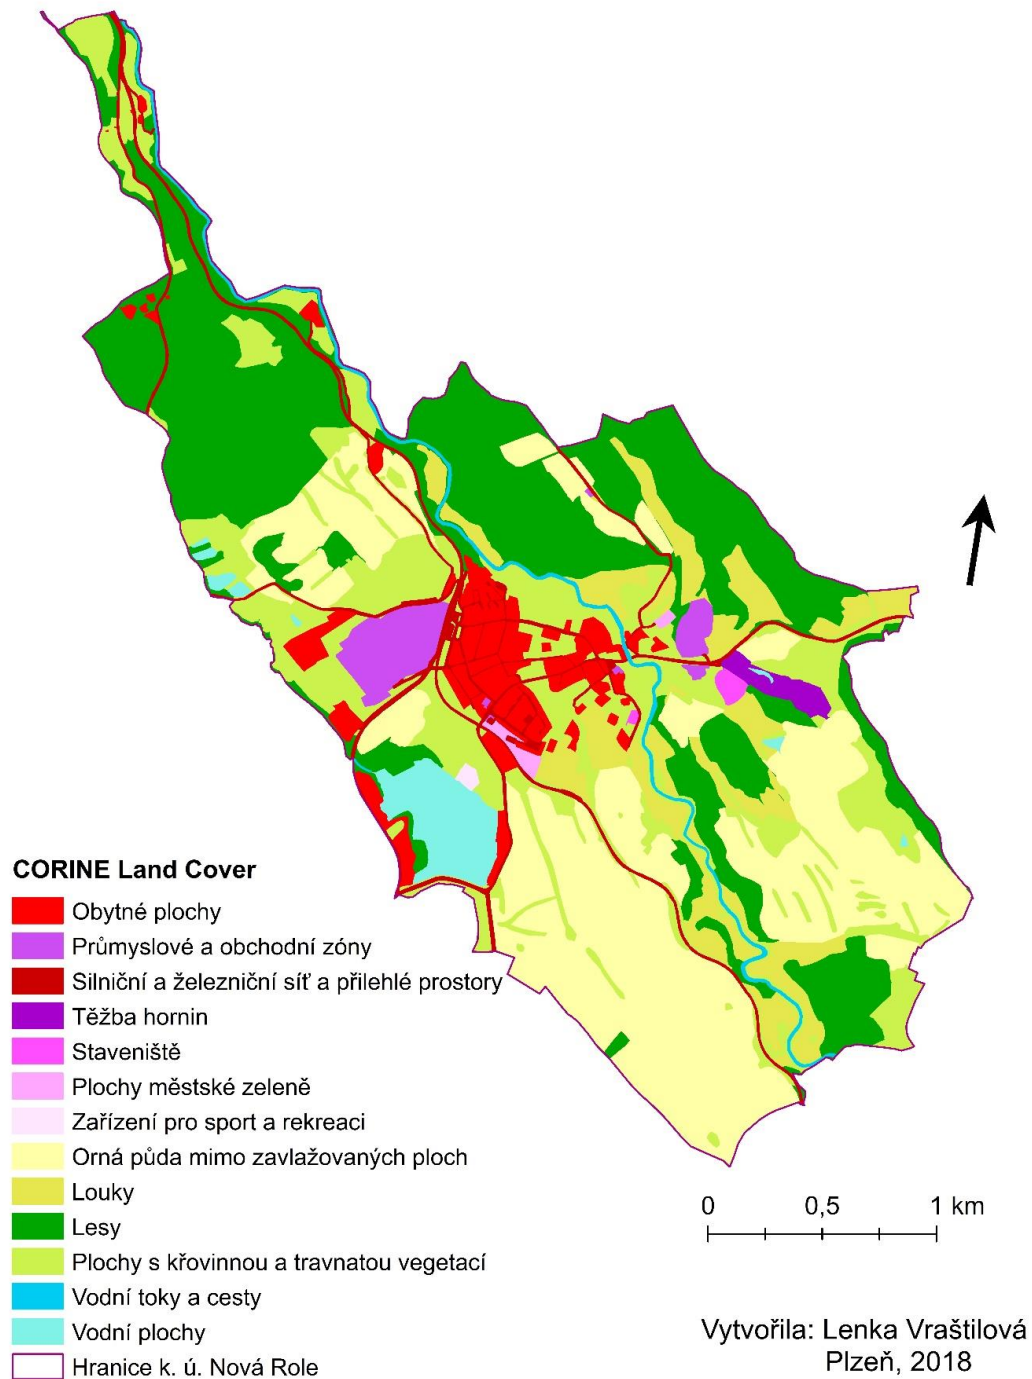 CORINE Land Cover
Obytné plochy
Průmyslové a obchodní zóny
Silniční a železniční síť a přilehlé prostory
Těžba hornin
Staveniště
Plochy městské zeleně
Zařízení pro sport a rekreaci
Orná půda mimo zavlažovaných ploch
Louky
Lesy
Plochy s křovinnou a travnatou vegetací
Vodní toky a cesty
Vodní plochy
Hranice k. ú. Nová Role
0 0,5 1 km
Vytvořila: Lenka Vraštilová
Plzeň, 2018